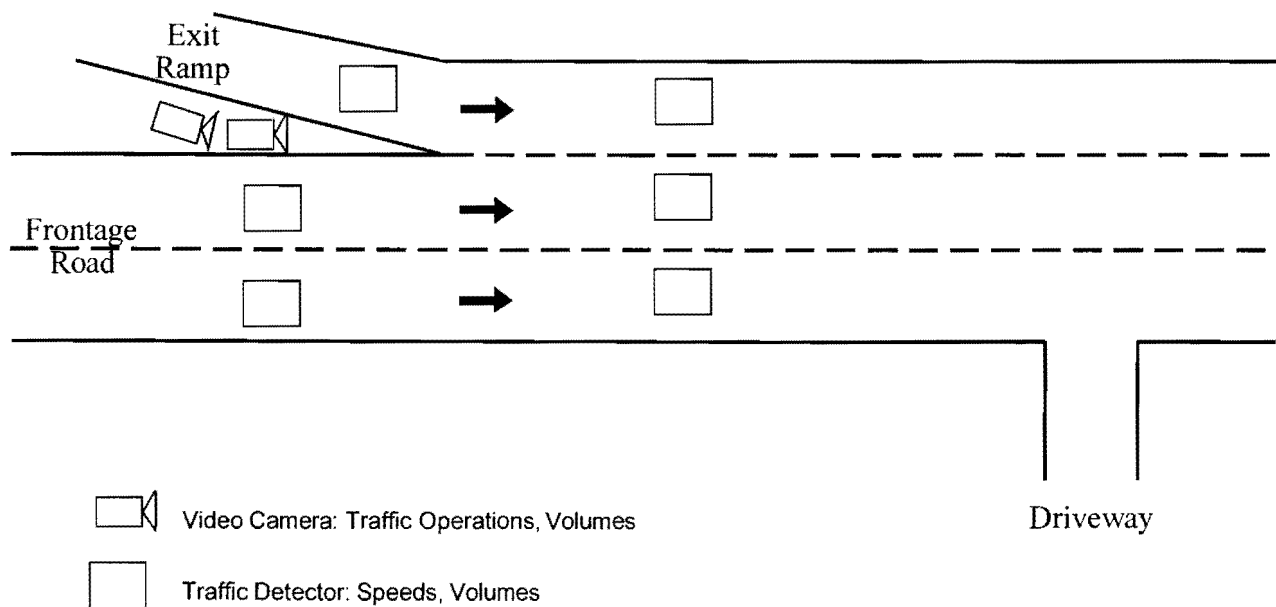 Exit
Ramp
Frontage
Road
Video Camera: Traffic Operations, Volumes
Driveway
Traffic Detector: Speeds, Volumes